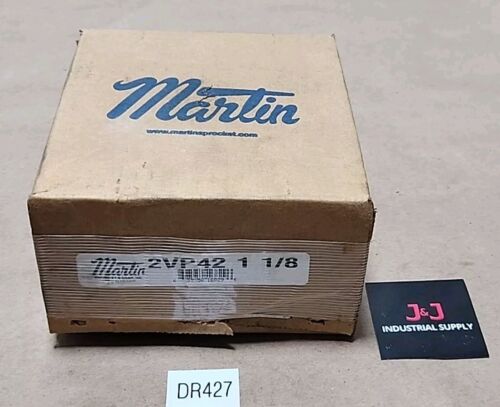 Martin
www.martinsprocket.com
Martin 2VP42 1 1/8
J&J
INDUSTRIAL SUPPLY
DR427